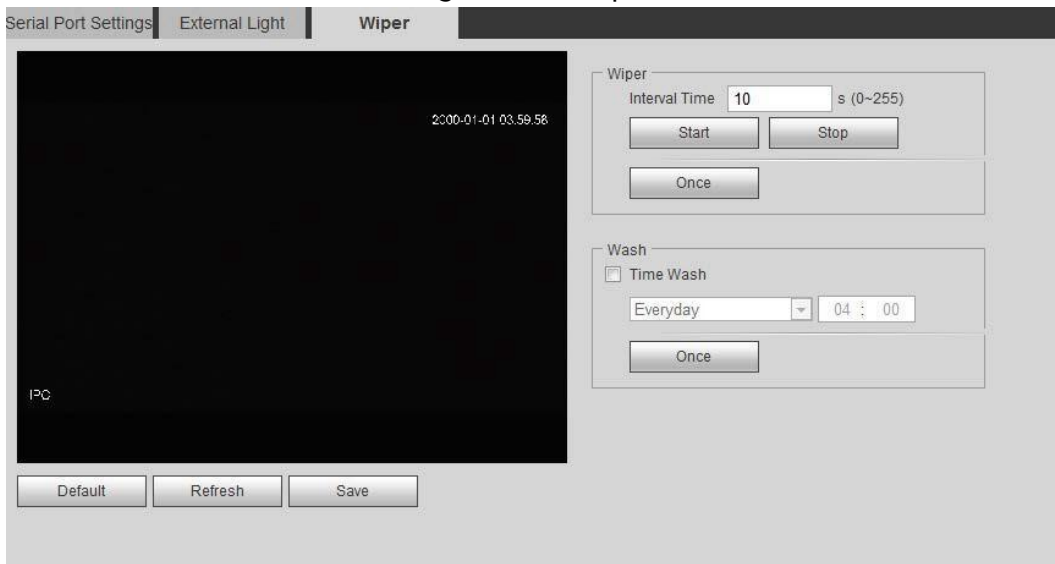 Serial Port Settings External Light Wiper
2000-01-01 03:59:58
IPC
Default Refresh Save
Wiper
Interval Time 10 s (0~255)
Start Stop
Once
Wash
Time Wash
Everyday 04 : 00
Once